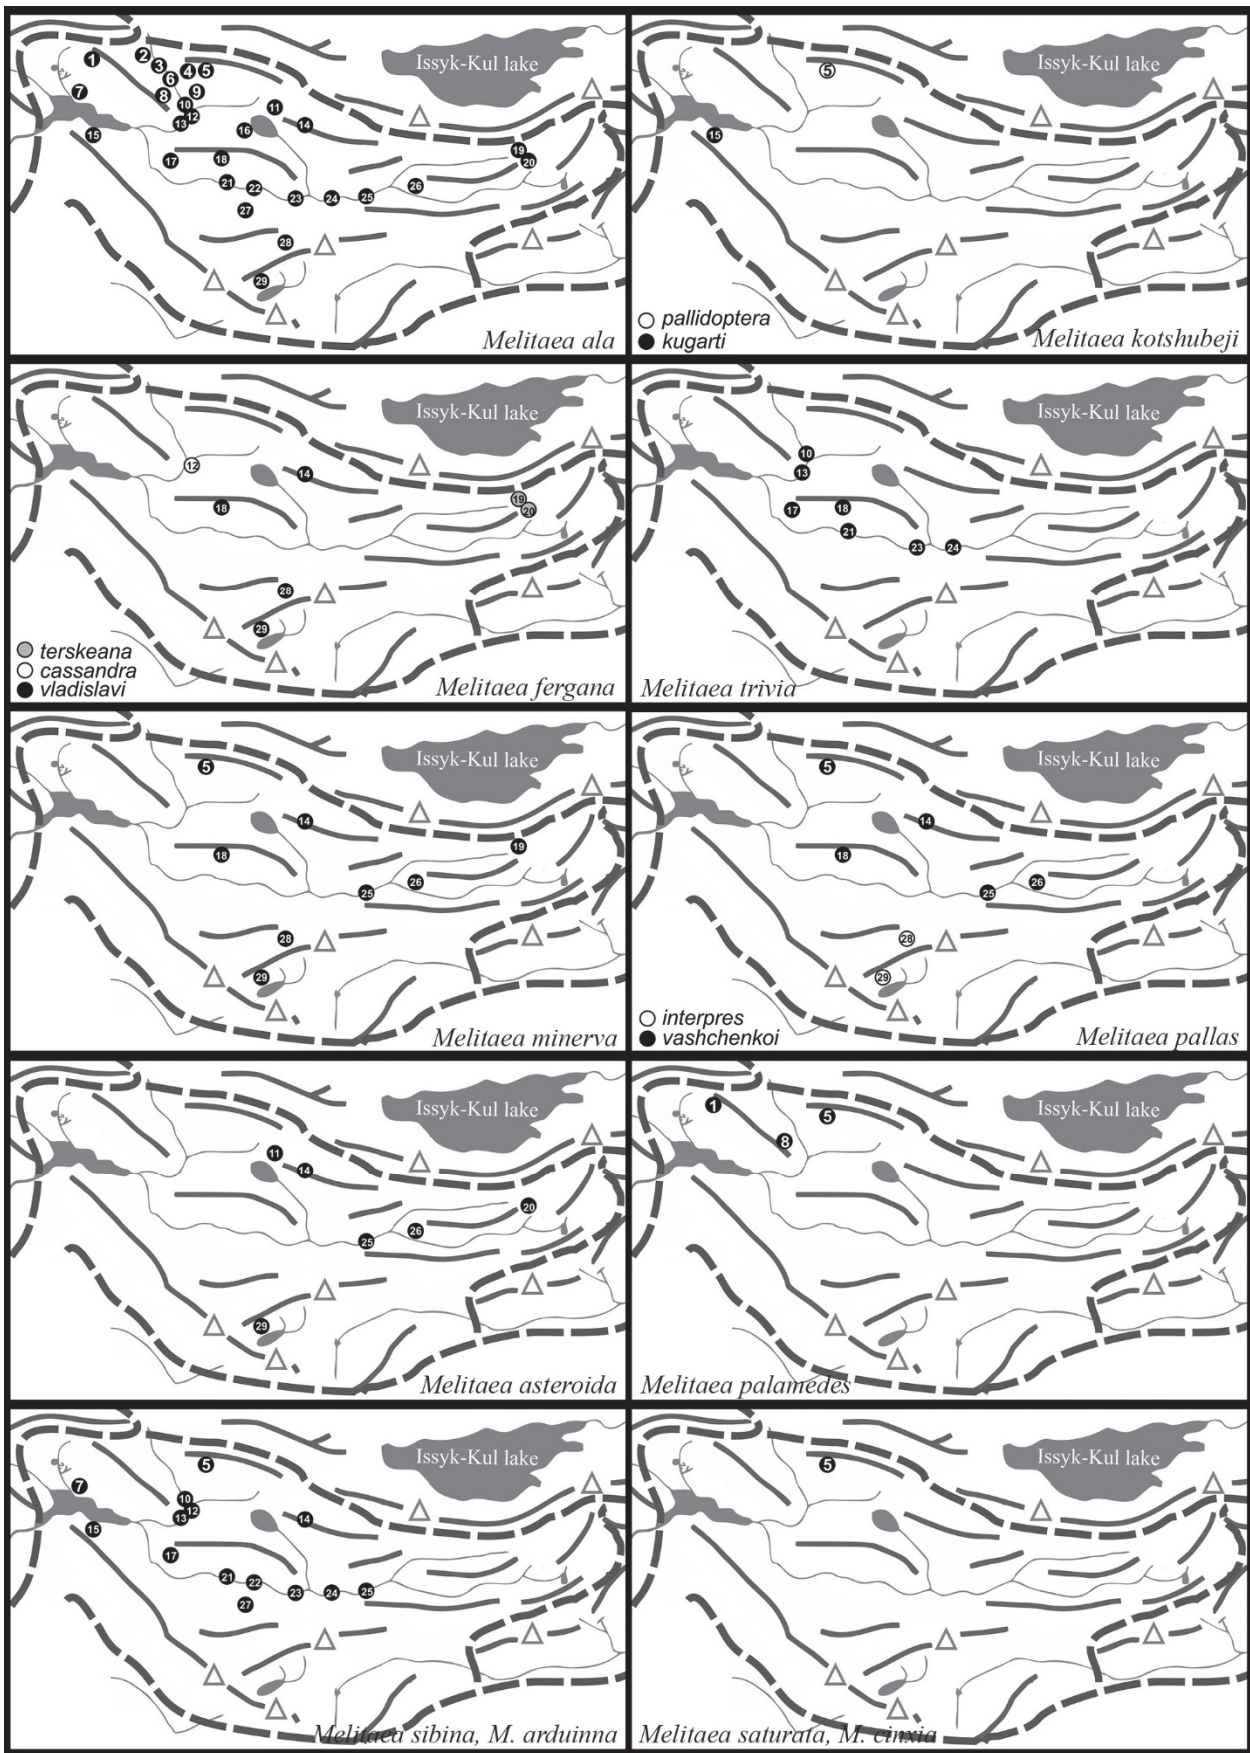 Issyk-Kul lake
1 2 3 4 5
6
7 8 9
10
11
12
13 14
15 16
17 18 19
20
21 22 23 24 25 26
27
28
29
Melitaea ala
Issyk-Kul lake
5
15
pallidoptera
kugarti
Melitaea kotshubeji
Issyk-Kul lake
12 14
18 19
20
28
29
terskeana
cassandra
vladislavi
Melitaea fergana
Issyk-Kul lake
10
13
17 18
21 23 24
Melitaea trivia
Issyk-Kul lake
5
14
18 19
25 26
28
29
Melitaea minerva
Issyk-Kul lake
5
14
18
25 26
28
29
interpres
vashchenkoi
Melitaea pallas
Issyk-Kul lake
11
14
20
25 26
29
Melitaea asteroida
Issyk-Kul lake
1 5
8
Melitaea palamedes
Issyk-Kul lake
5
7
10
12
13 14
15
17
21 22 23 24 25
27
Melitaea sibina, M. arduinna
Issyk-Kul lake
5
Melitaea saturata, M. cinxia